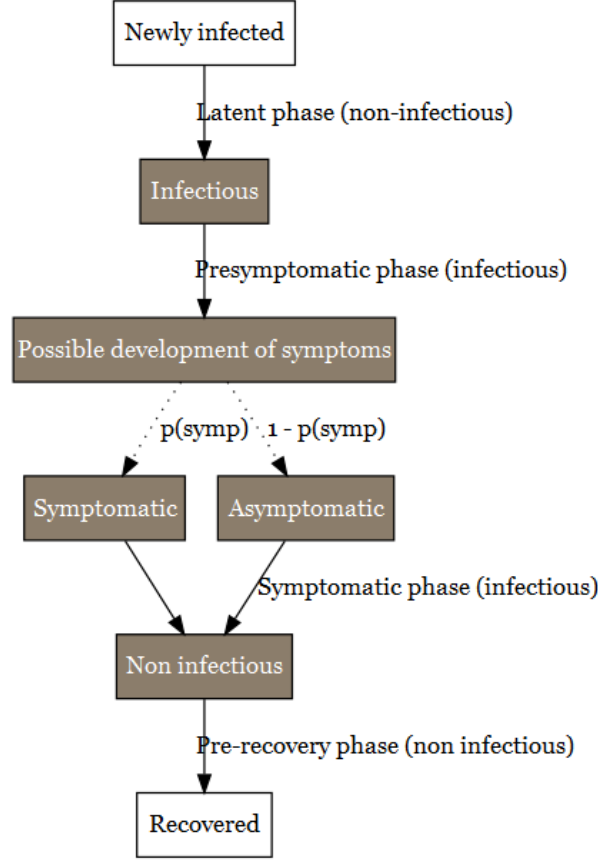 Newly infected
Latent phase (non-infectious)
Infectious
Presymptomatic phase (infectious)
Possible development of symptoms
p(symp)
1 - p(symp)
Symptomatic
Asymptomatic
Symptomatic phase (infectious)
Non infectious
Pre-recovery phase (non infectious)
Recovered